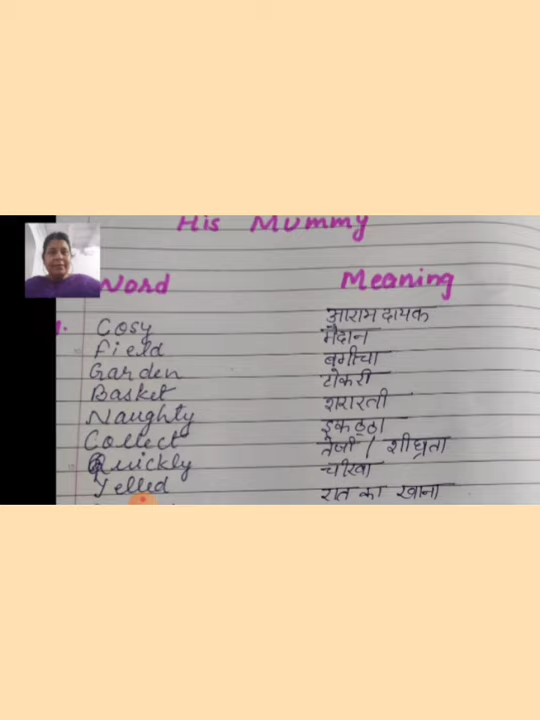 His Mummy
Word Meaning
1. Cosy आरामदायक
Field मैदान
Garden बगीचा
Basket टोकरी
Naughty शरारती
Collect इकठ्ठा
Quickly तेजी / शीघ्रता
Yelled चीखा
रात का खाना